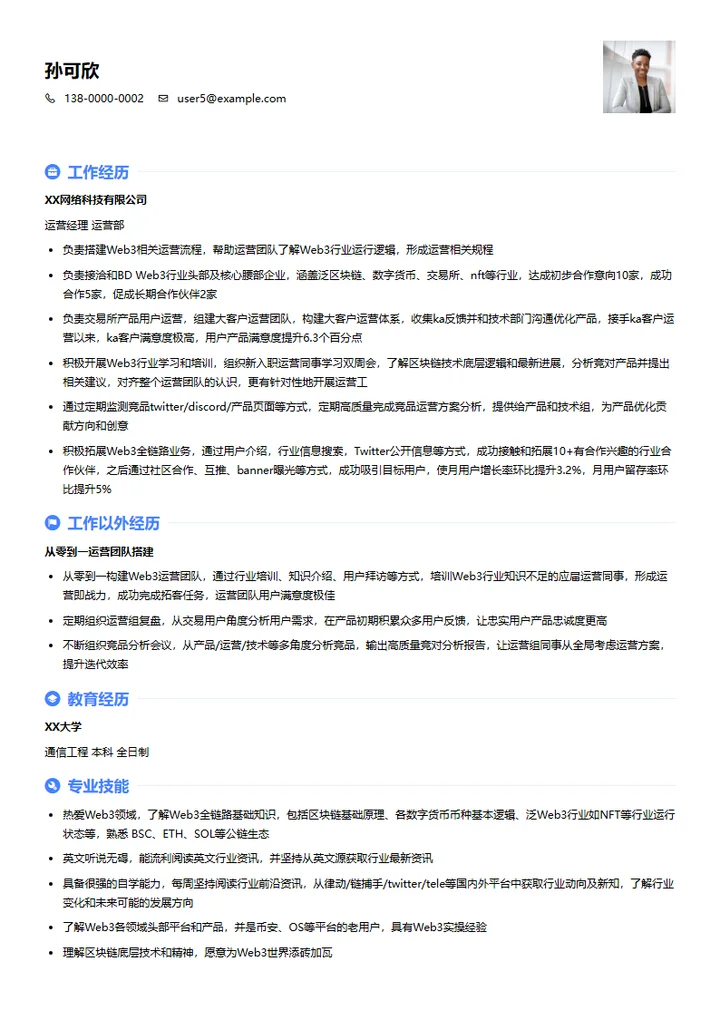 孙可欣
138-0000-0002 user5@example.com
工作经历
XX网络科技有限公司
运营经理 运营部
• 负责搭建Web3相关运营流程，帮助运营团队了解Web3行业运行逻辑，形成运营相关规程
• 负责接洽和BD Web3行业头部及核心腰部企业，涵盖泛区块链、数字货币、交易所、nft等行业，达成初步合作意向10家，成功
合作5家，促成长期合作伙伴2家
• 负责交易所产品用户运营，组建大客户运营团队，构建大客户运营体系，收集ka反馈并和技术部门沟通优化产品，接手ka客户运
营以来，ka客户满意度极高，用户产品满意度提升6.3个百分点
• 积极开展Web3行业学习和培训，组织新入职运营同事学习双周会，了解区块链技术底层逻辑和最新进展，分析竞对产品并提出
相关建议，对齐整个运营团队的认识，更有针对性地开展运营工
• 通过定期监测竞品twitter/discord/产品页面等方式，定期高质量完成竞品运营方案分析，提供给产品和技术组，为产品优化贡
献方向和创意
• 积极拓展Web3全链路业务，通过用户介绍，行业信息搜索，Twitter公开信息等方式，成功接触和拓展10+有合作兴趣的行业合
作伙伴，之后通过社区合作、互推、banner曝光等方式，成功吸引目标用户，使月用户增长率环比提升3.2%，月用户留存率环
比提升5%
工作以外经历
从零到一运营团队搭建
• 从零到一构建Web3运营团队，通过行业培训、知识介绍、用户拜访等方式，培训Web3行业知识不足的应届运营同事，形成运
营即战力，成功完成拓客任务，运营团队用户满意度极佳
• 定期组织运营组复盘，从交易用户角度分析用户需求，在产品初期积累众多用户反馈，让忠实用户产品忠诚度更高
• 不断组织竞品分析会议，从产品/运营/技术等多角度分析竞品，输出高质量竞对分析报告，让运营组同事从全局考虑运营方案，
提升迭代效率
教育经历
XX大学
通信工程 本科 全日制
专业技能
• 热爱Web3领域，了解Web3全链路基础知识，包括区块链基础原理、各数字货币币种基本逻辑、泛Web3行业如NFT等行业运行
状态等，熟悉 BSC、ETH、SOL等公链生态
• 英文听说无碍，能流利阅读英文行业资讯，并坚持从英文源获取行业最新资讯
• 具备很强的自学能力，每周坚持阅读行业前沿资讯，从律动/链捕手/twitter/tele等国内外平台中获取行业动向及新知，了解行业
变化和未来可能的发展方向
• 了解Web3各领域头部平台和产品，并是币安、OS等平台的老用户，具有Web3实操经验
• 理解区块链底层技术和精神，愿意为Web3世界添砖加瓦